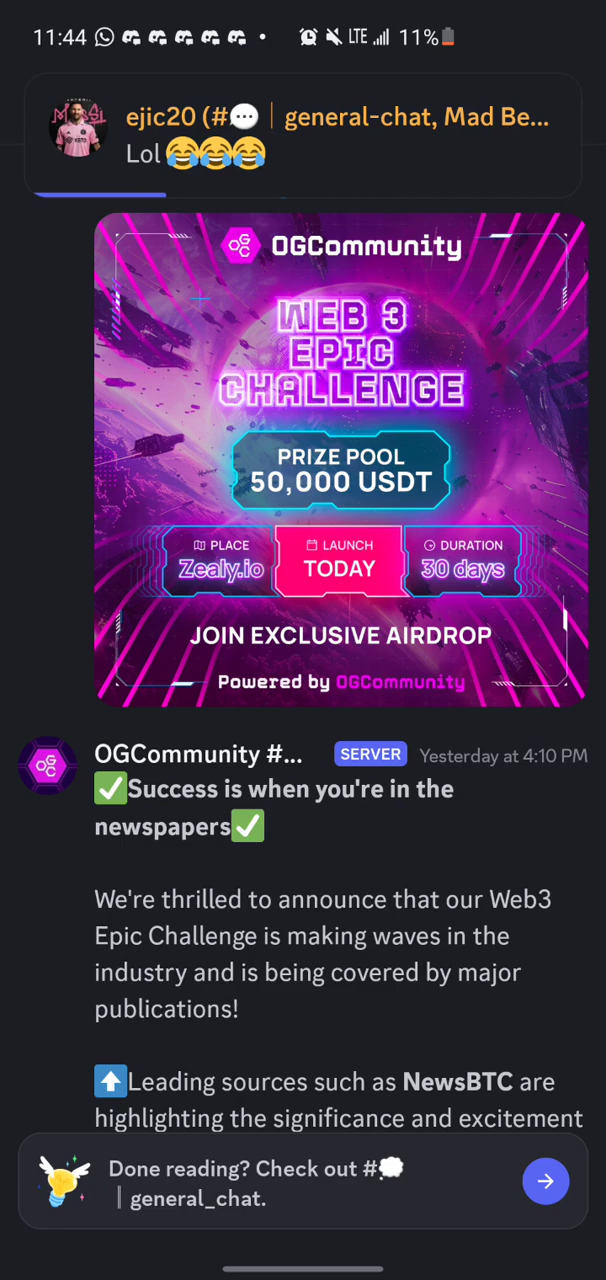 11:44 LTE 11%
ejic20 (#💬｜general-chat, Mad Be...
Lol 😂😂😂
OGCommunity
WEB 3
EPIC
CHALLENGE
PRIZE POOL
50,000 USDT
PLACE
Zealy.io
LAUNCH
TODAY
DURATION
30 days
JOIN EXCLUSIVE AIRDROP
Powered by OGCommunity
OGCommunity #... SERVER Yesterday at 4:10 PM
✅Success is when you're in the
newspapers✅
We're thrilled to announce that our Web3
Epic Challenge is making waves in the
industry and is being covered by major
publications!
⬆️Leading sources such as NewsBTC are
highlighting the significance and excitement
Done reading? Check out #💭
｜general_chat.